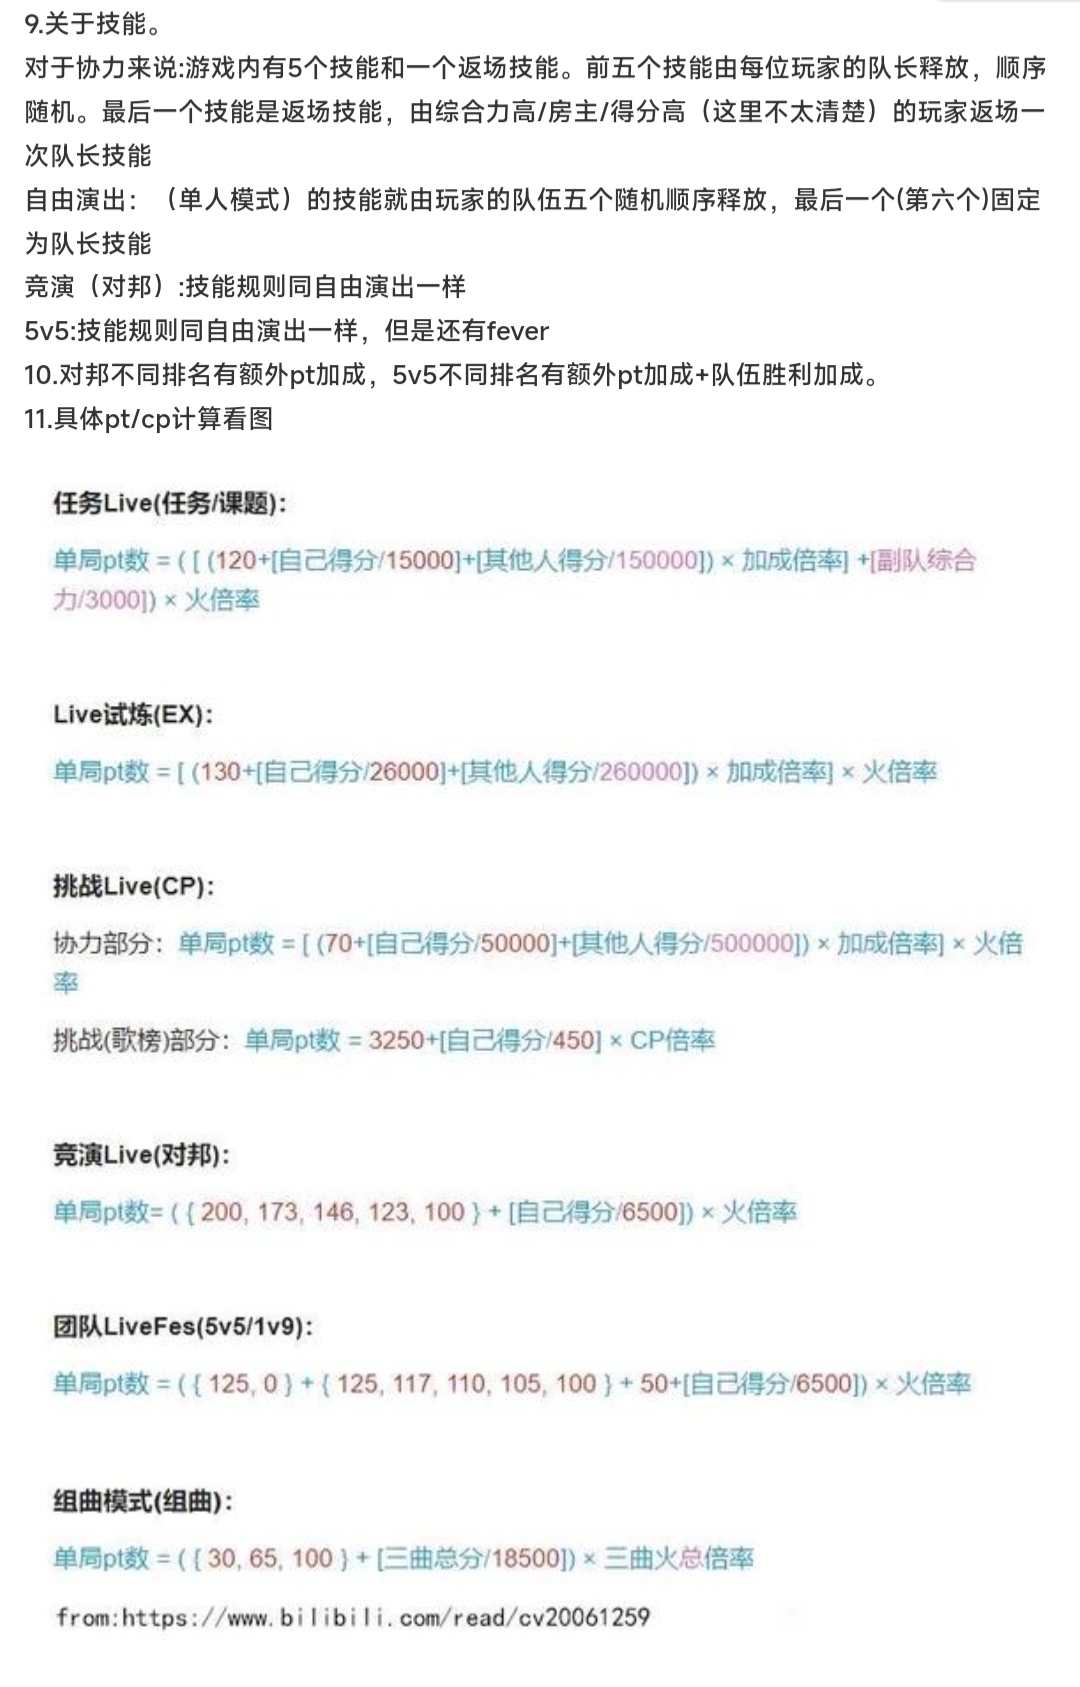 9.关于技能。
对于协力来说:游戏内有5个技能和一个返场技能。前五个技能由每位玩家的队长释放，顺序
随机。最后一个技能是返场技能，由综合力高/房主/得分高（这里不太清楚）的玩家返场一
次队长技能
自由演出：（单人模式）的技能就由玩家的队伍五个随机顺序释放，最后一个(第六个)固定
为队长技能
竞演（对邦）:技能规则同自由演出一样
5v5:技能规则同自由演出一样，但是还有fever
10.对邦不同排名有额外pt加成，5v5不同排名有额外pt加成+队伍胜利加成。
11.具体pt/cp计算看图
任务Live(任务/课题)：
单局pt数 = ( [ (120+[自己得分/15000]+[其他人得分/150000]) × 加成倍率] +[副队综合
力/3000]) × 火倍率
Live试炼(EX)：
单局pt数 = [ (130+[自己得分/26000]+[其他人得分/260000]) × 加成倍率] × 火倍率
挑战Live(CP)：
协力部分：单局pt数 = [ (70+[自己得分/50000]+[其他人得分/500000]) × 加成倍率] × 火倍
率
挑战(歌榜)部分：单局pt数 = 3250+[自己得分/450] × CP倍率
竞演Live(对邦)：
单局pt数= ( { 200, 173, 146, 123, 100 } + [自己得分/6500]) × 火倍率
团队LiveFes(5v5/1v9)：
单局pt数 = ( { 125, 0 } + { 125, 117, 110, 105, 100 } + 50+[自己得分/6500]) × 火倍率
组曲模式(组曲)：
单局pt数 = ( { 30, 65, 100 } + [三曲总分/18500]) × 三曲火总倍率
from:https://www.bilibili.com/read/cv20061259